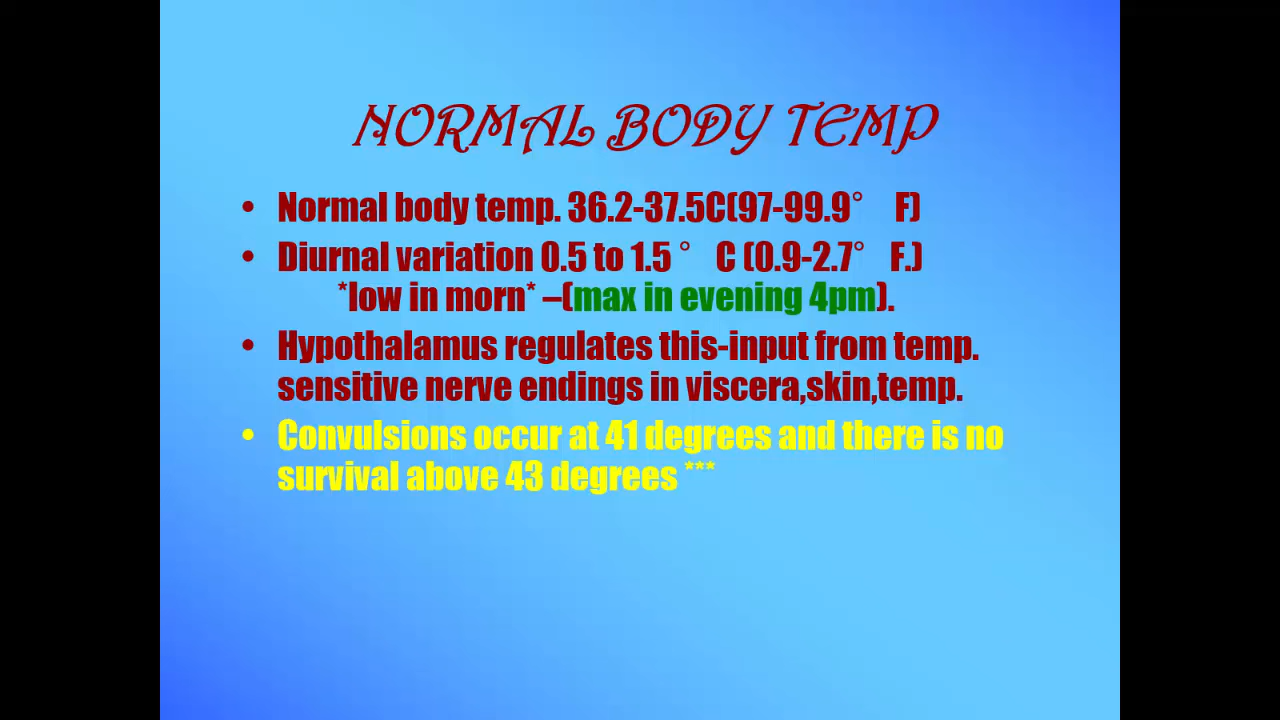 NORMAL BODY TEMP
• Normal body temp. 36.2-37.5C(97-99.9° F)
• Diurnal variation 0.5 to 1.5 ° C (0.9-2.7° F.)
*low in morn* –(max in evening 4pm).
• Hypothalamus regulates this-input from temp.
sensitive nerve endings in viscera,skin,temp.
• Convulsions occur at 41 degrees and there is no
survival above 43 degrees ***